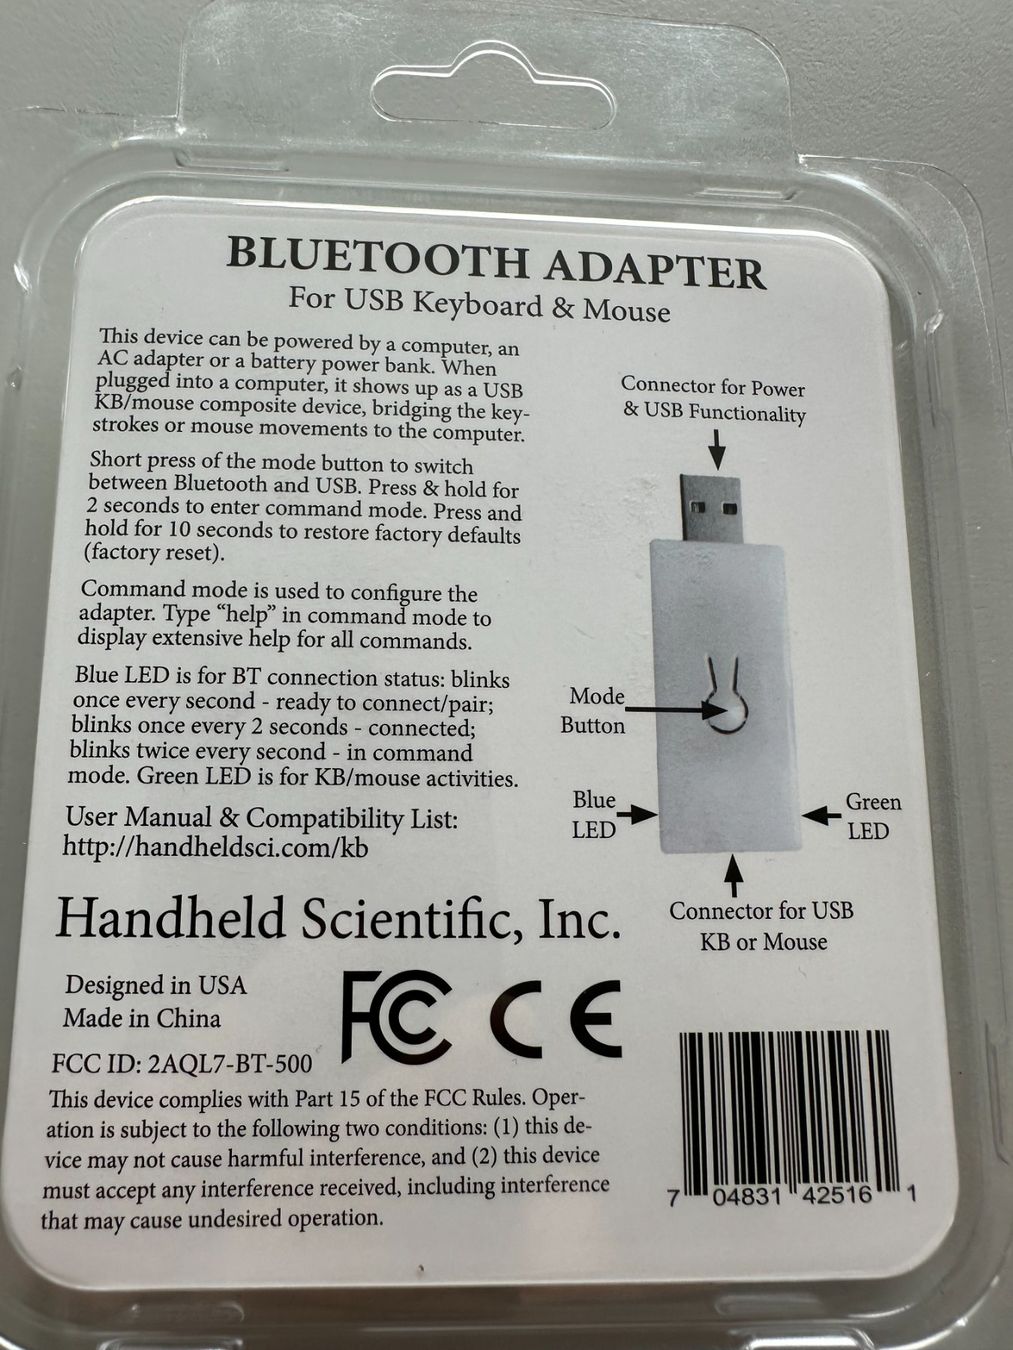 BLUETOOTH ADAPTER
For USB Keyboard & Mouse
This device can be powered by a computer, an
AC adapter or a battery power bank. When
plugged into a computer, it shows up as a USB
KB/mouse composite device, bridging the key-
strokes or mouse movements to the computer.
Short press of the mode button to switch
between Bluetooth and USB. Press & hold for
2 seconds to enter command mode. Press and
hold for 10 seconds to restore factory defaults
(factory reset).
Command mode is used to configure the
adapter. Type “help” in command mode to
display extensive help for all commands.
Blue LED is for BT connection status: blinks
once every second - ready to connect/pair;
blinks once every 2 seconds - connected;
blinks twice every second - in command
mode. Green LED is for KB/mouse activities.
User Manual & Compatibility List:
http://handheldsci.com/kb
Connector for Power
& USB Functionality
Mode
Button
Blue
LED
Green
LED
Connector for USB
KB or Mouse
Handheld Scientific, Inc.
Designed in USA
Made in China
FCC ID: 2AQL7-BT-500
FCC CE
This device complies with Part 15 of the FCC Rules. Oper-
ation is subject to the following two conditions: (1) this de-
vice may not cause harmful interference, and (2) this device
must accept any interference received, including interference
that may cause undesired operation.
7 04831 42516 1